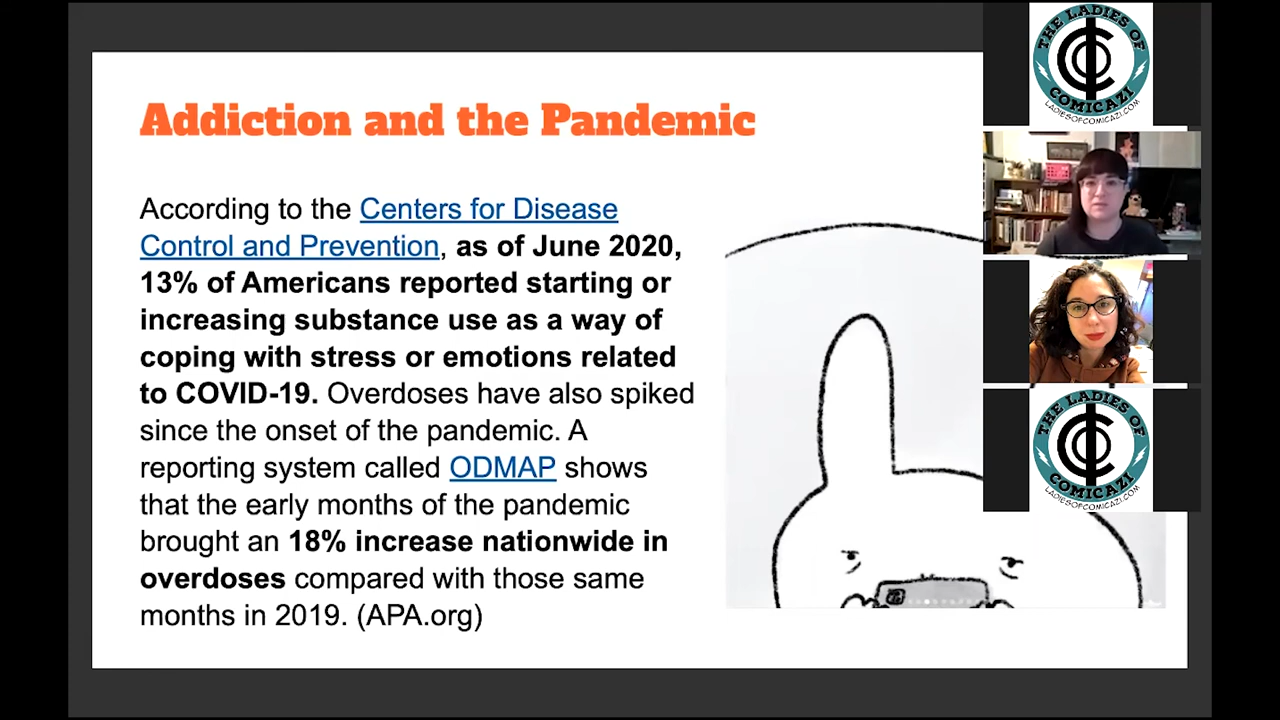 Addiction and the Pandemic
According to the Centers for Disease
Control and Prevention, as of June 2020,
13% of Americans reported starting or
increasing substance use as a way of
coping with stress or emotions related
to COVID-19. Overdoses have also spiked
since the onset of the pandemic. A
reporting system called ODMAP shows
that the early months of the pandemic
brought an 18% increase nationwide in
overdoses compared with those same
months in 2019. (APA.org)
THE LADIES OF
COMICAZI
LADIESOFCOMICAZI.COM
THE LADIES OF
COMICAZI
LADIESOFCOMICAZI.COM